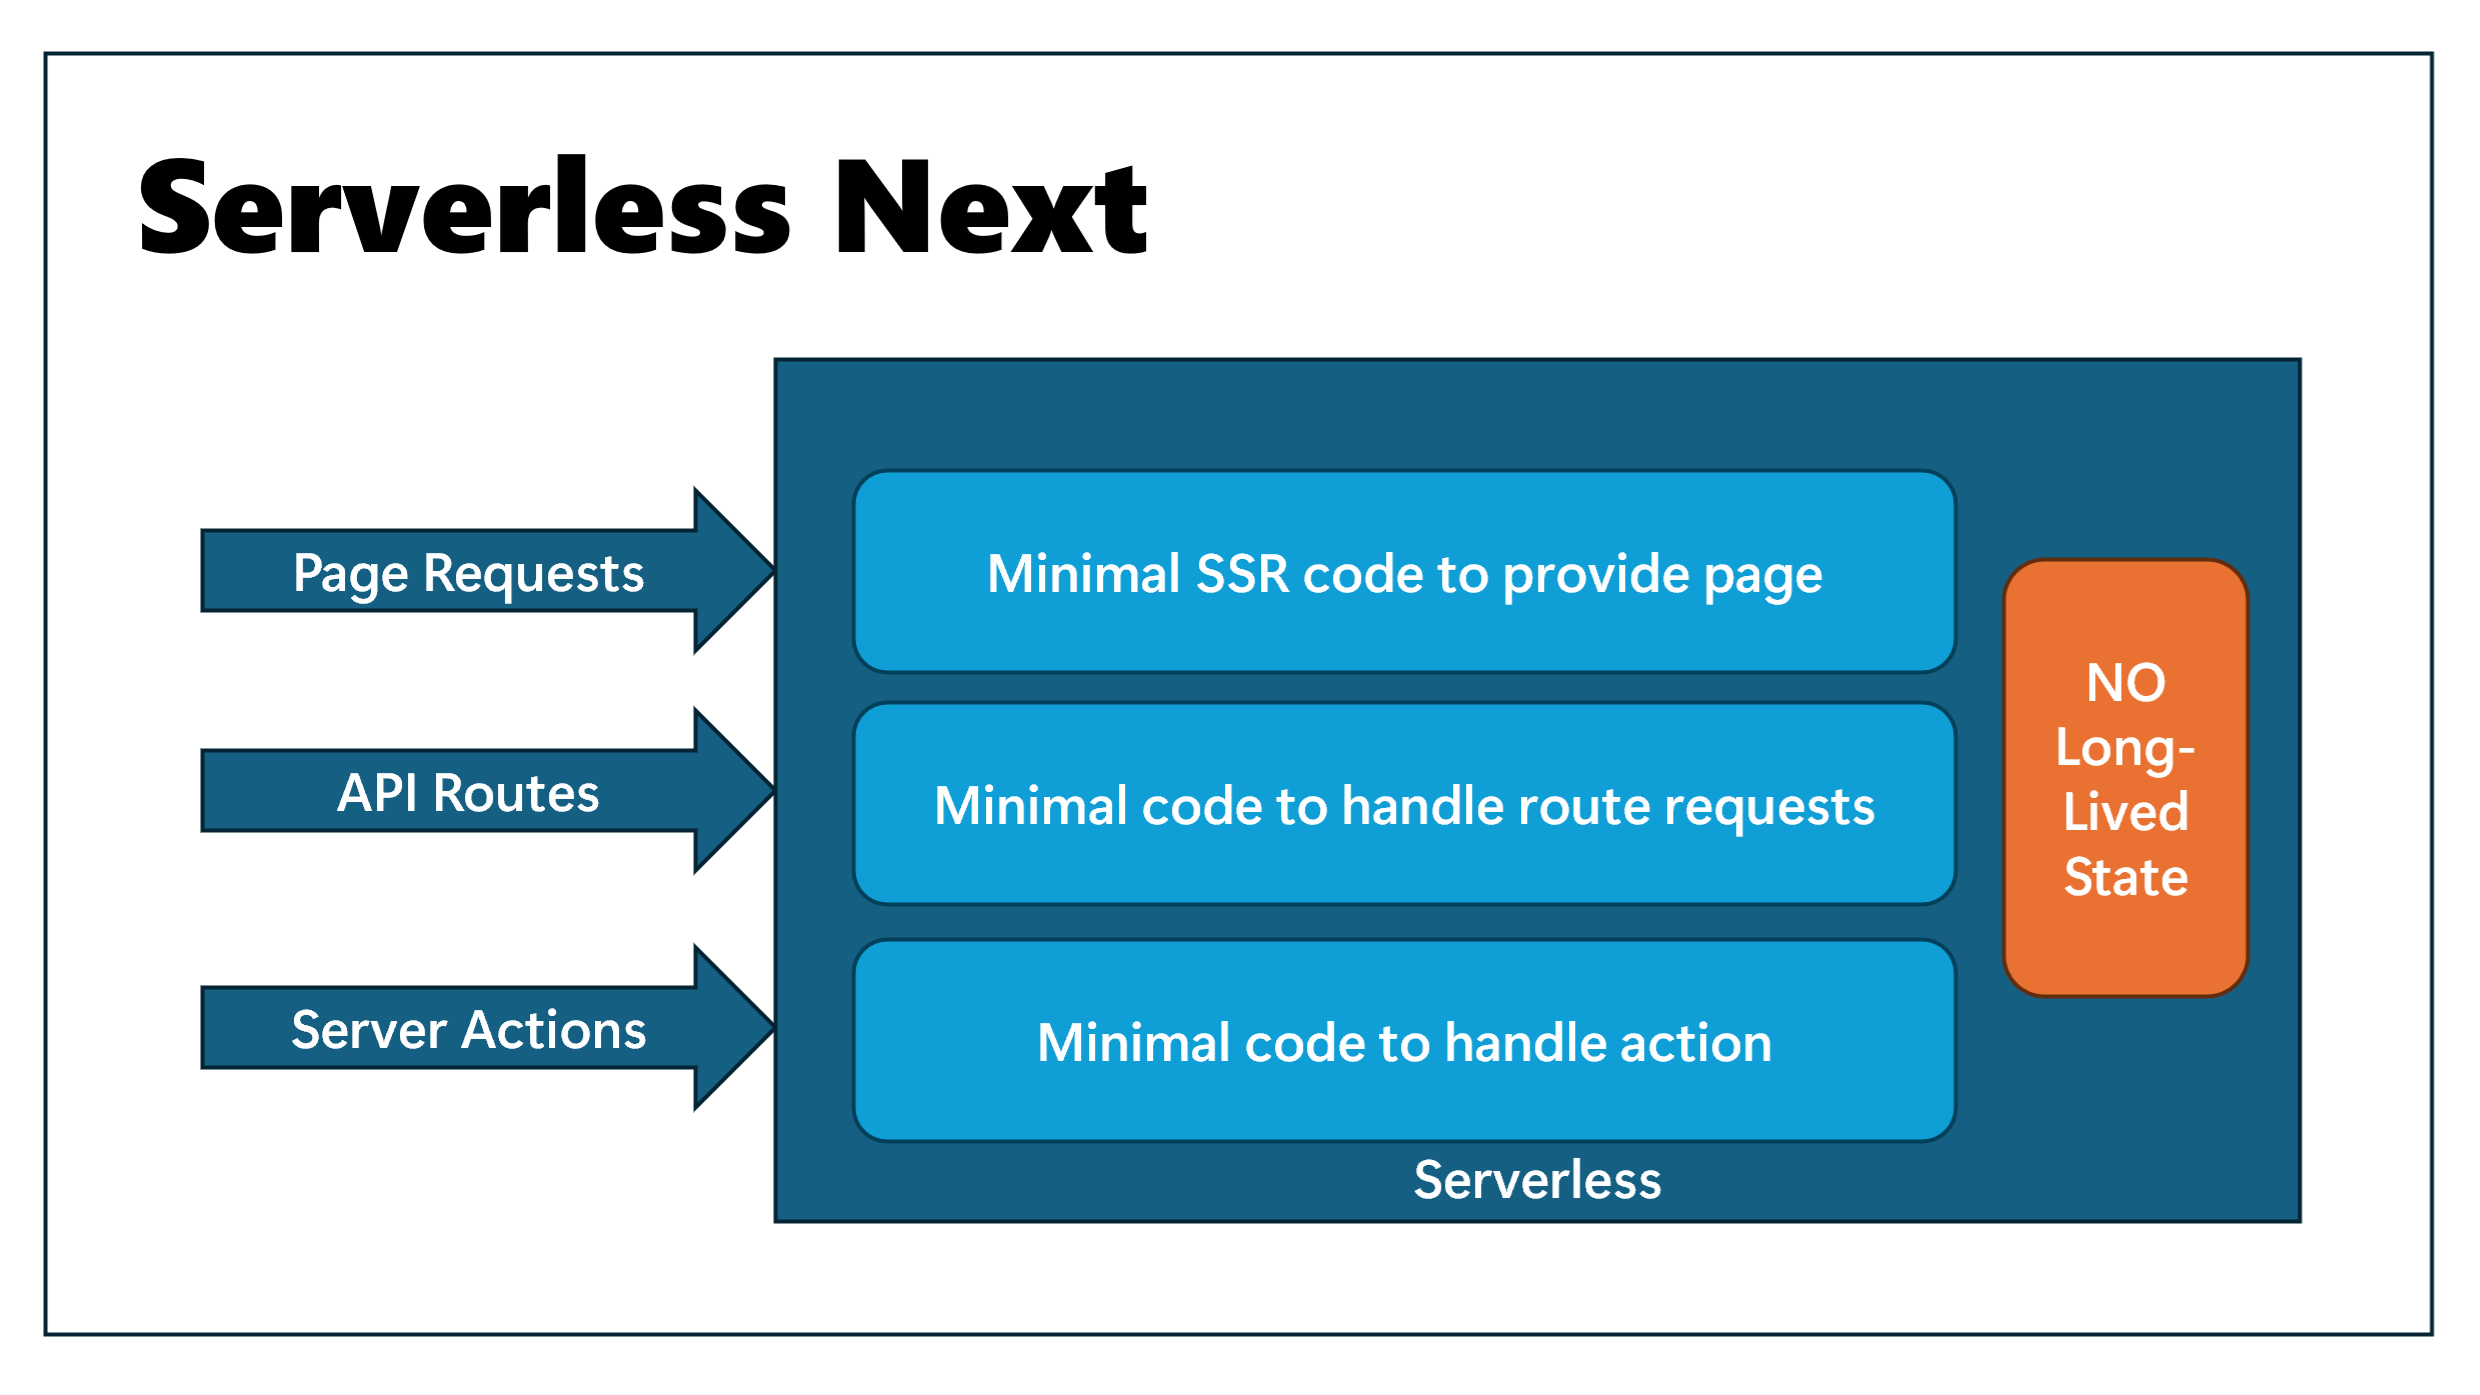 Serverless Next
Page Requests
Minimal SSR code to provide page
API Routes
Minimal code to handle route requests
Server Actions
Minimal code to handle action
NO
Long-
Lived
State
Serverless